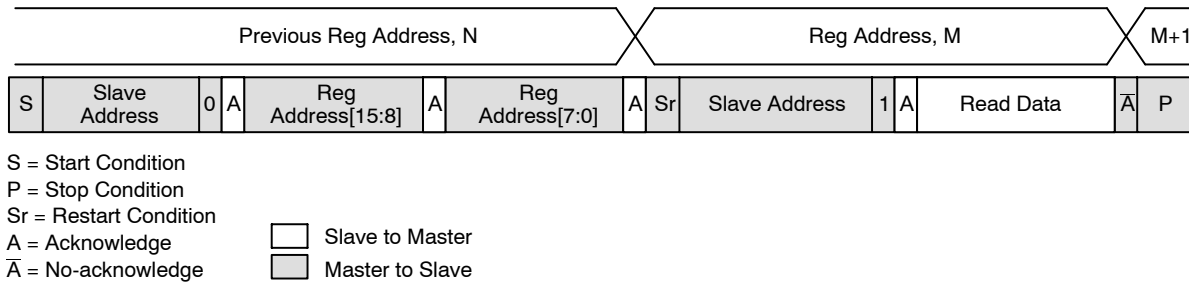 Previous Reg Address, N
Reg Address, M
M+1
S
Slave
Address
0
A
Reg
Address[15:8]
A
Reg
Address[7:0]
A
Sr
Slave Address
1
A
Read Data
A̅
P
S = Start Condition
P = Stop Condition
Sr = Restart Condition
A = Acknowledge
A̅ = No-acknowledge
Slave to Master
Master to Slave